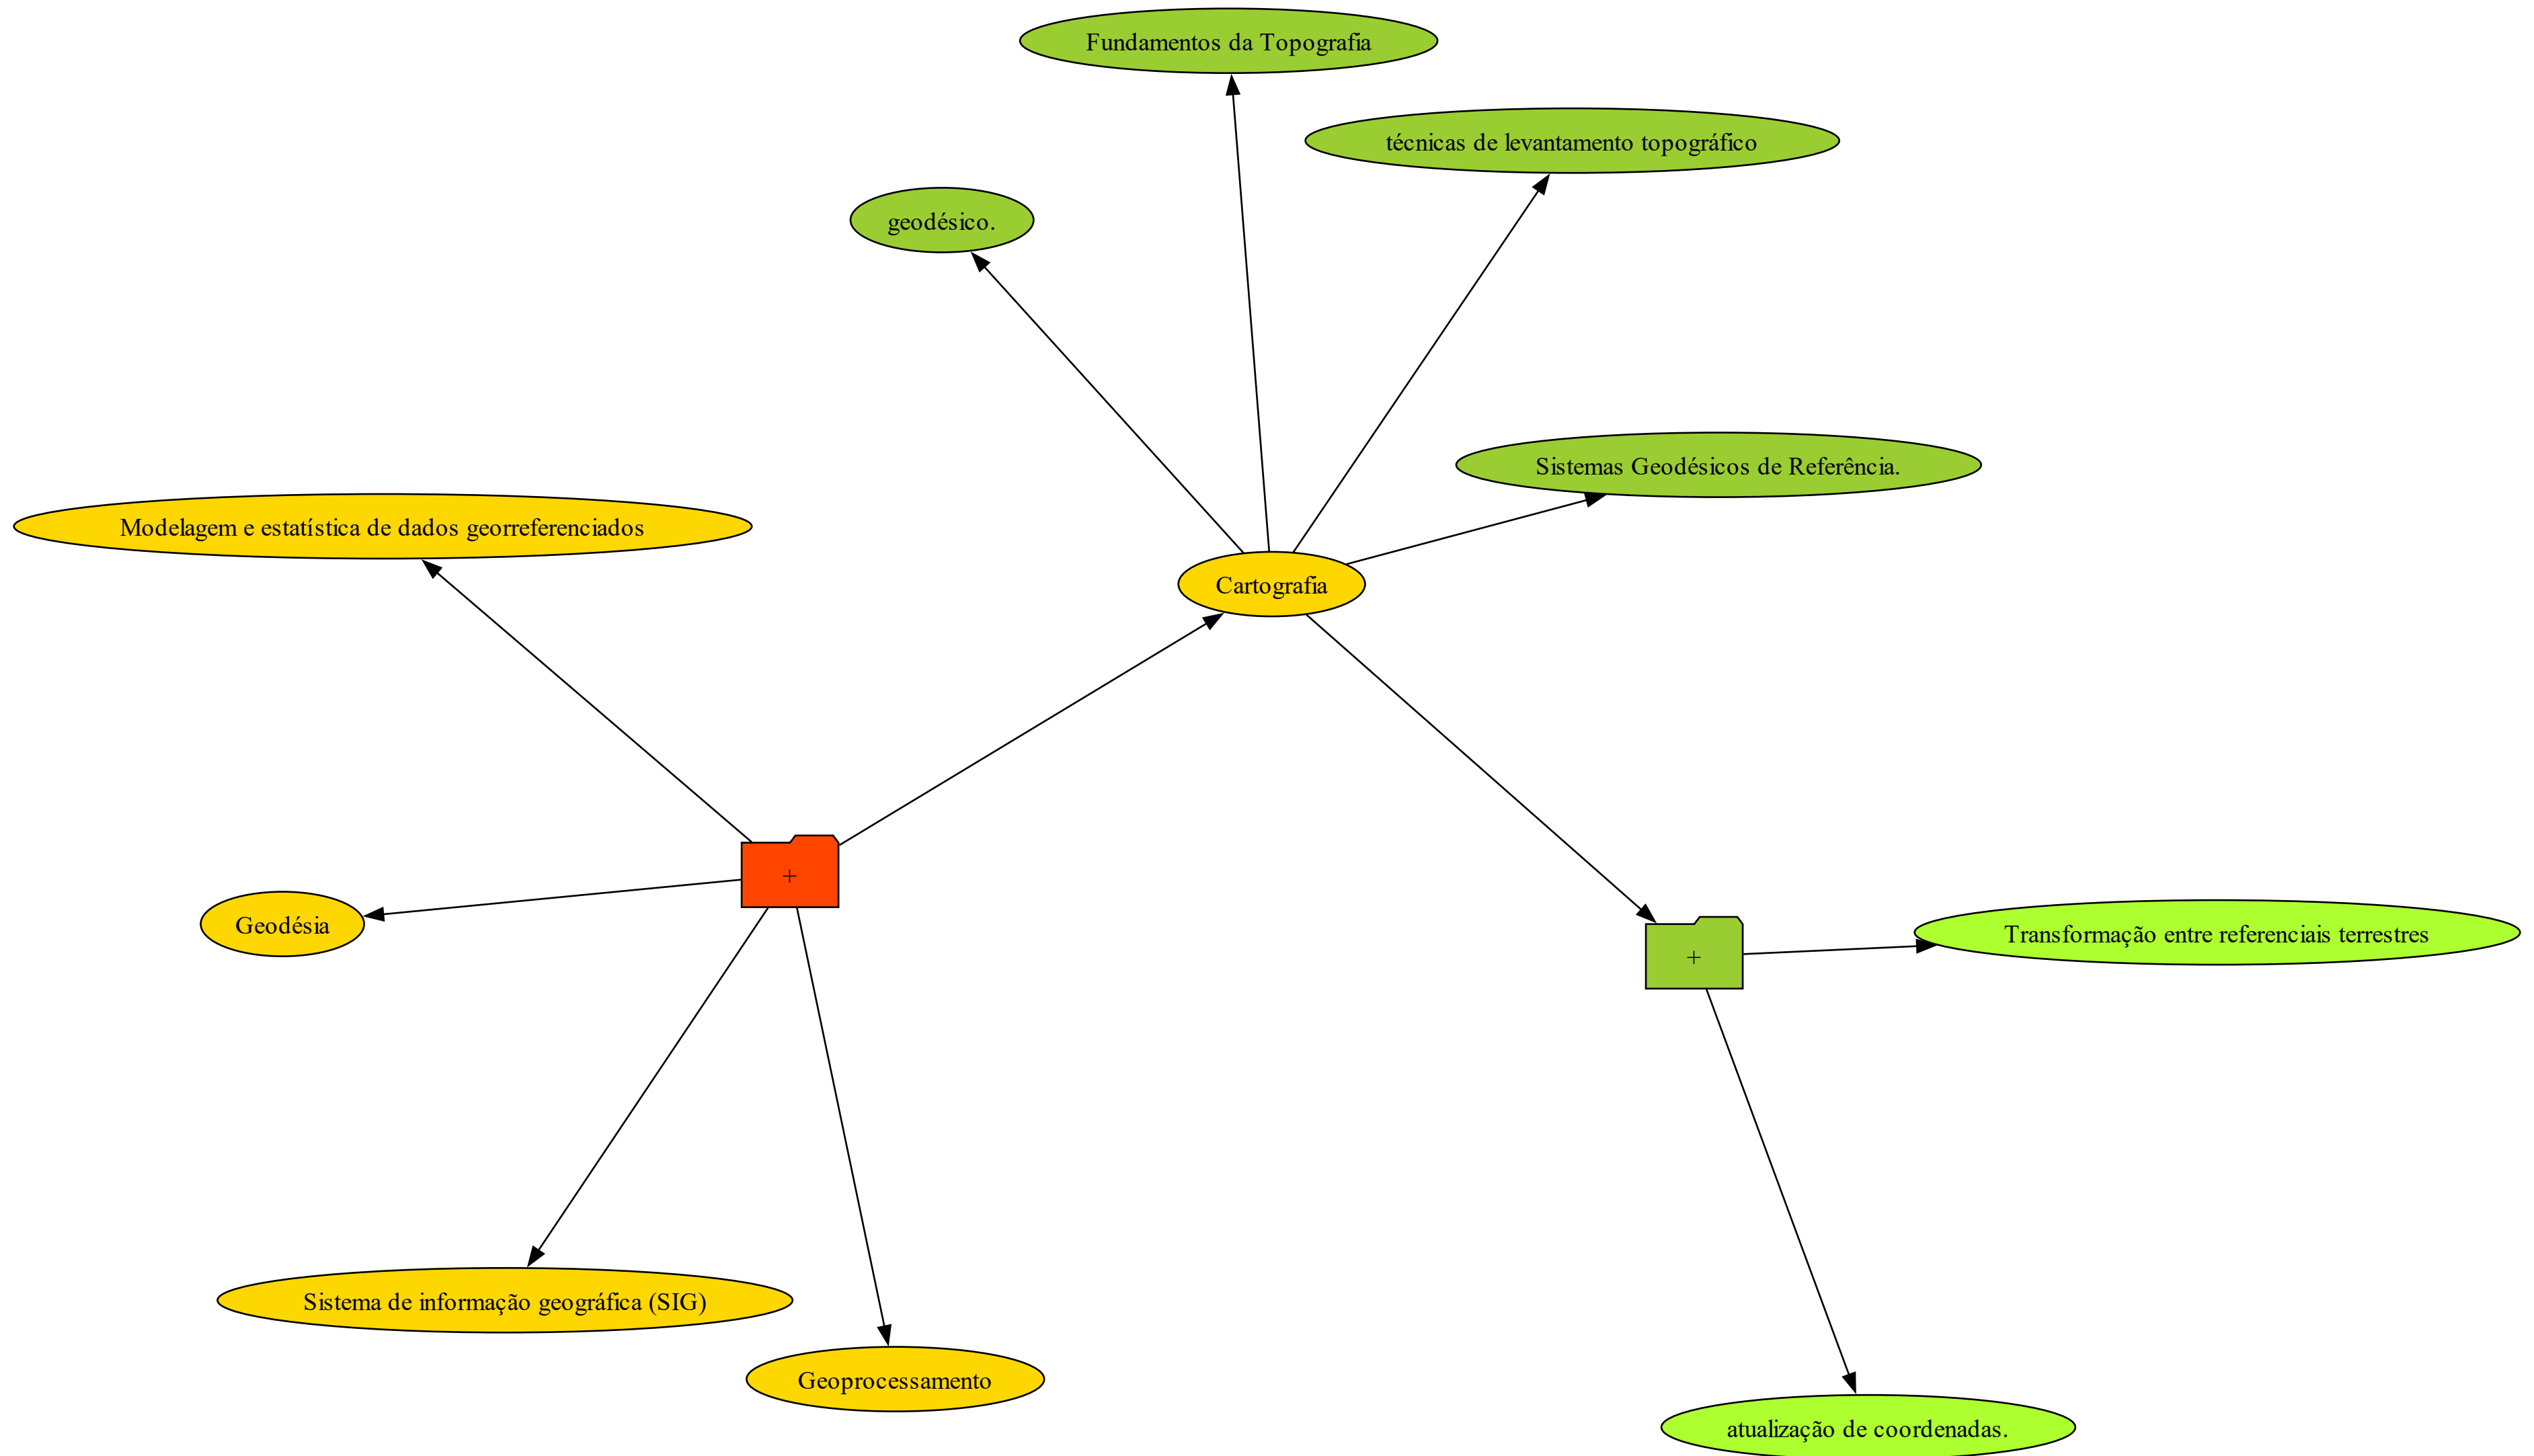 Fundamentos da Topografia
técnicas de levantamento topográfico
geodésico.
Sistemas Geodésicos de Referência.
Modelagem e estatística de dados georreferenciados
Cartografia
+
Geodésia
+
Transformação entre referenciais terrestres
Sistema de informação geográfica (SIG)
Geoprocessamento
atualização de coordenadas.